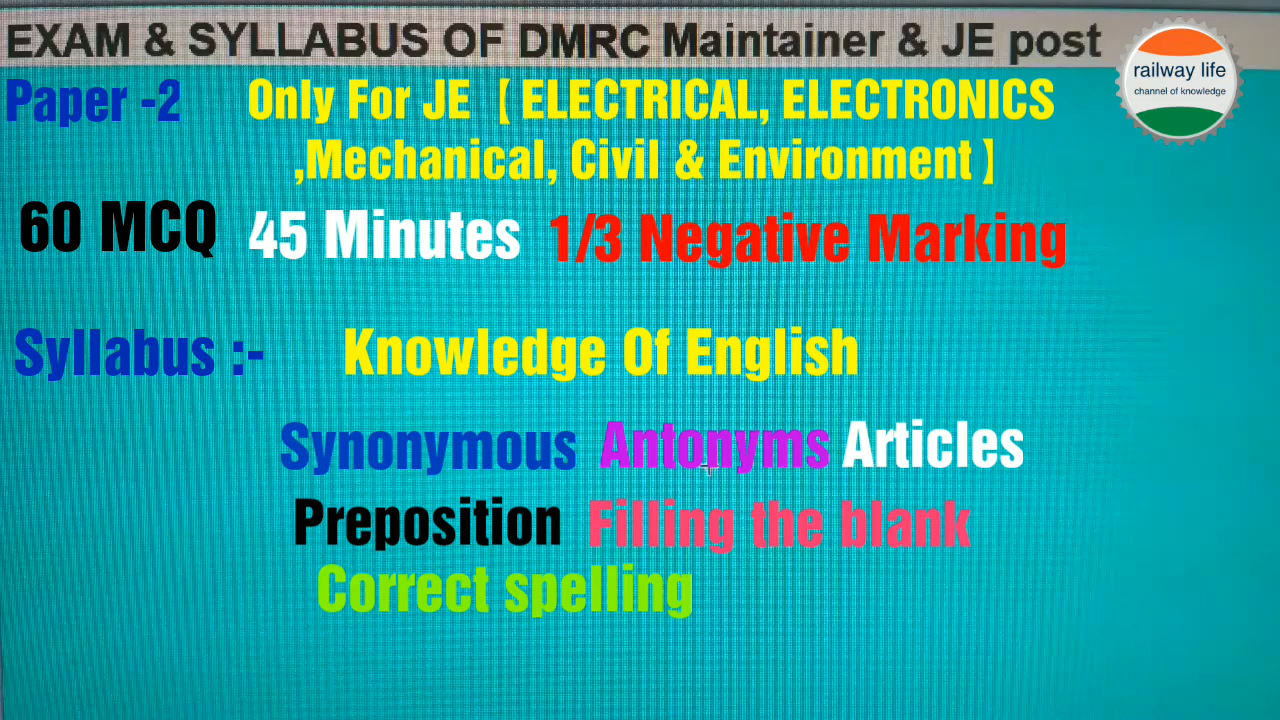 EXAM & SYLLABUS OF DMRC Maintainer & JE post
railway life
channel of knowledge
Paper -2 Only For JE【ELECTRICAL, ELECTRONICS
,Mechanical, Civil & Environment】
60 MCQ 45 Minutes 1/3 Negative Marking
Syllabus :- Knowledge Of English
Synonymous Antonyms Articles
Preposition Filling the blank
Correct spelling